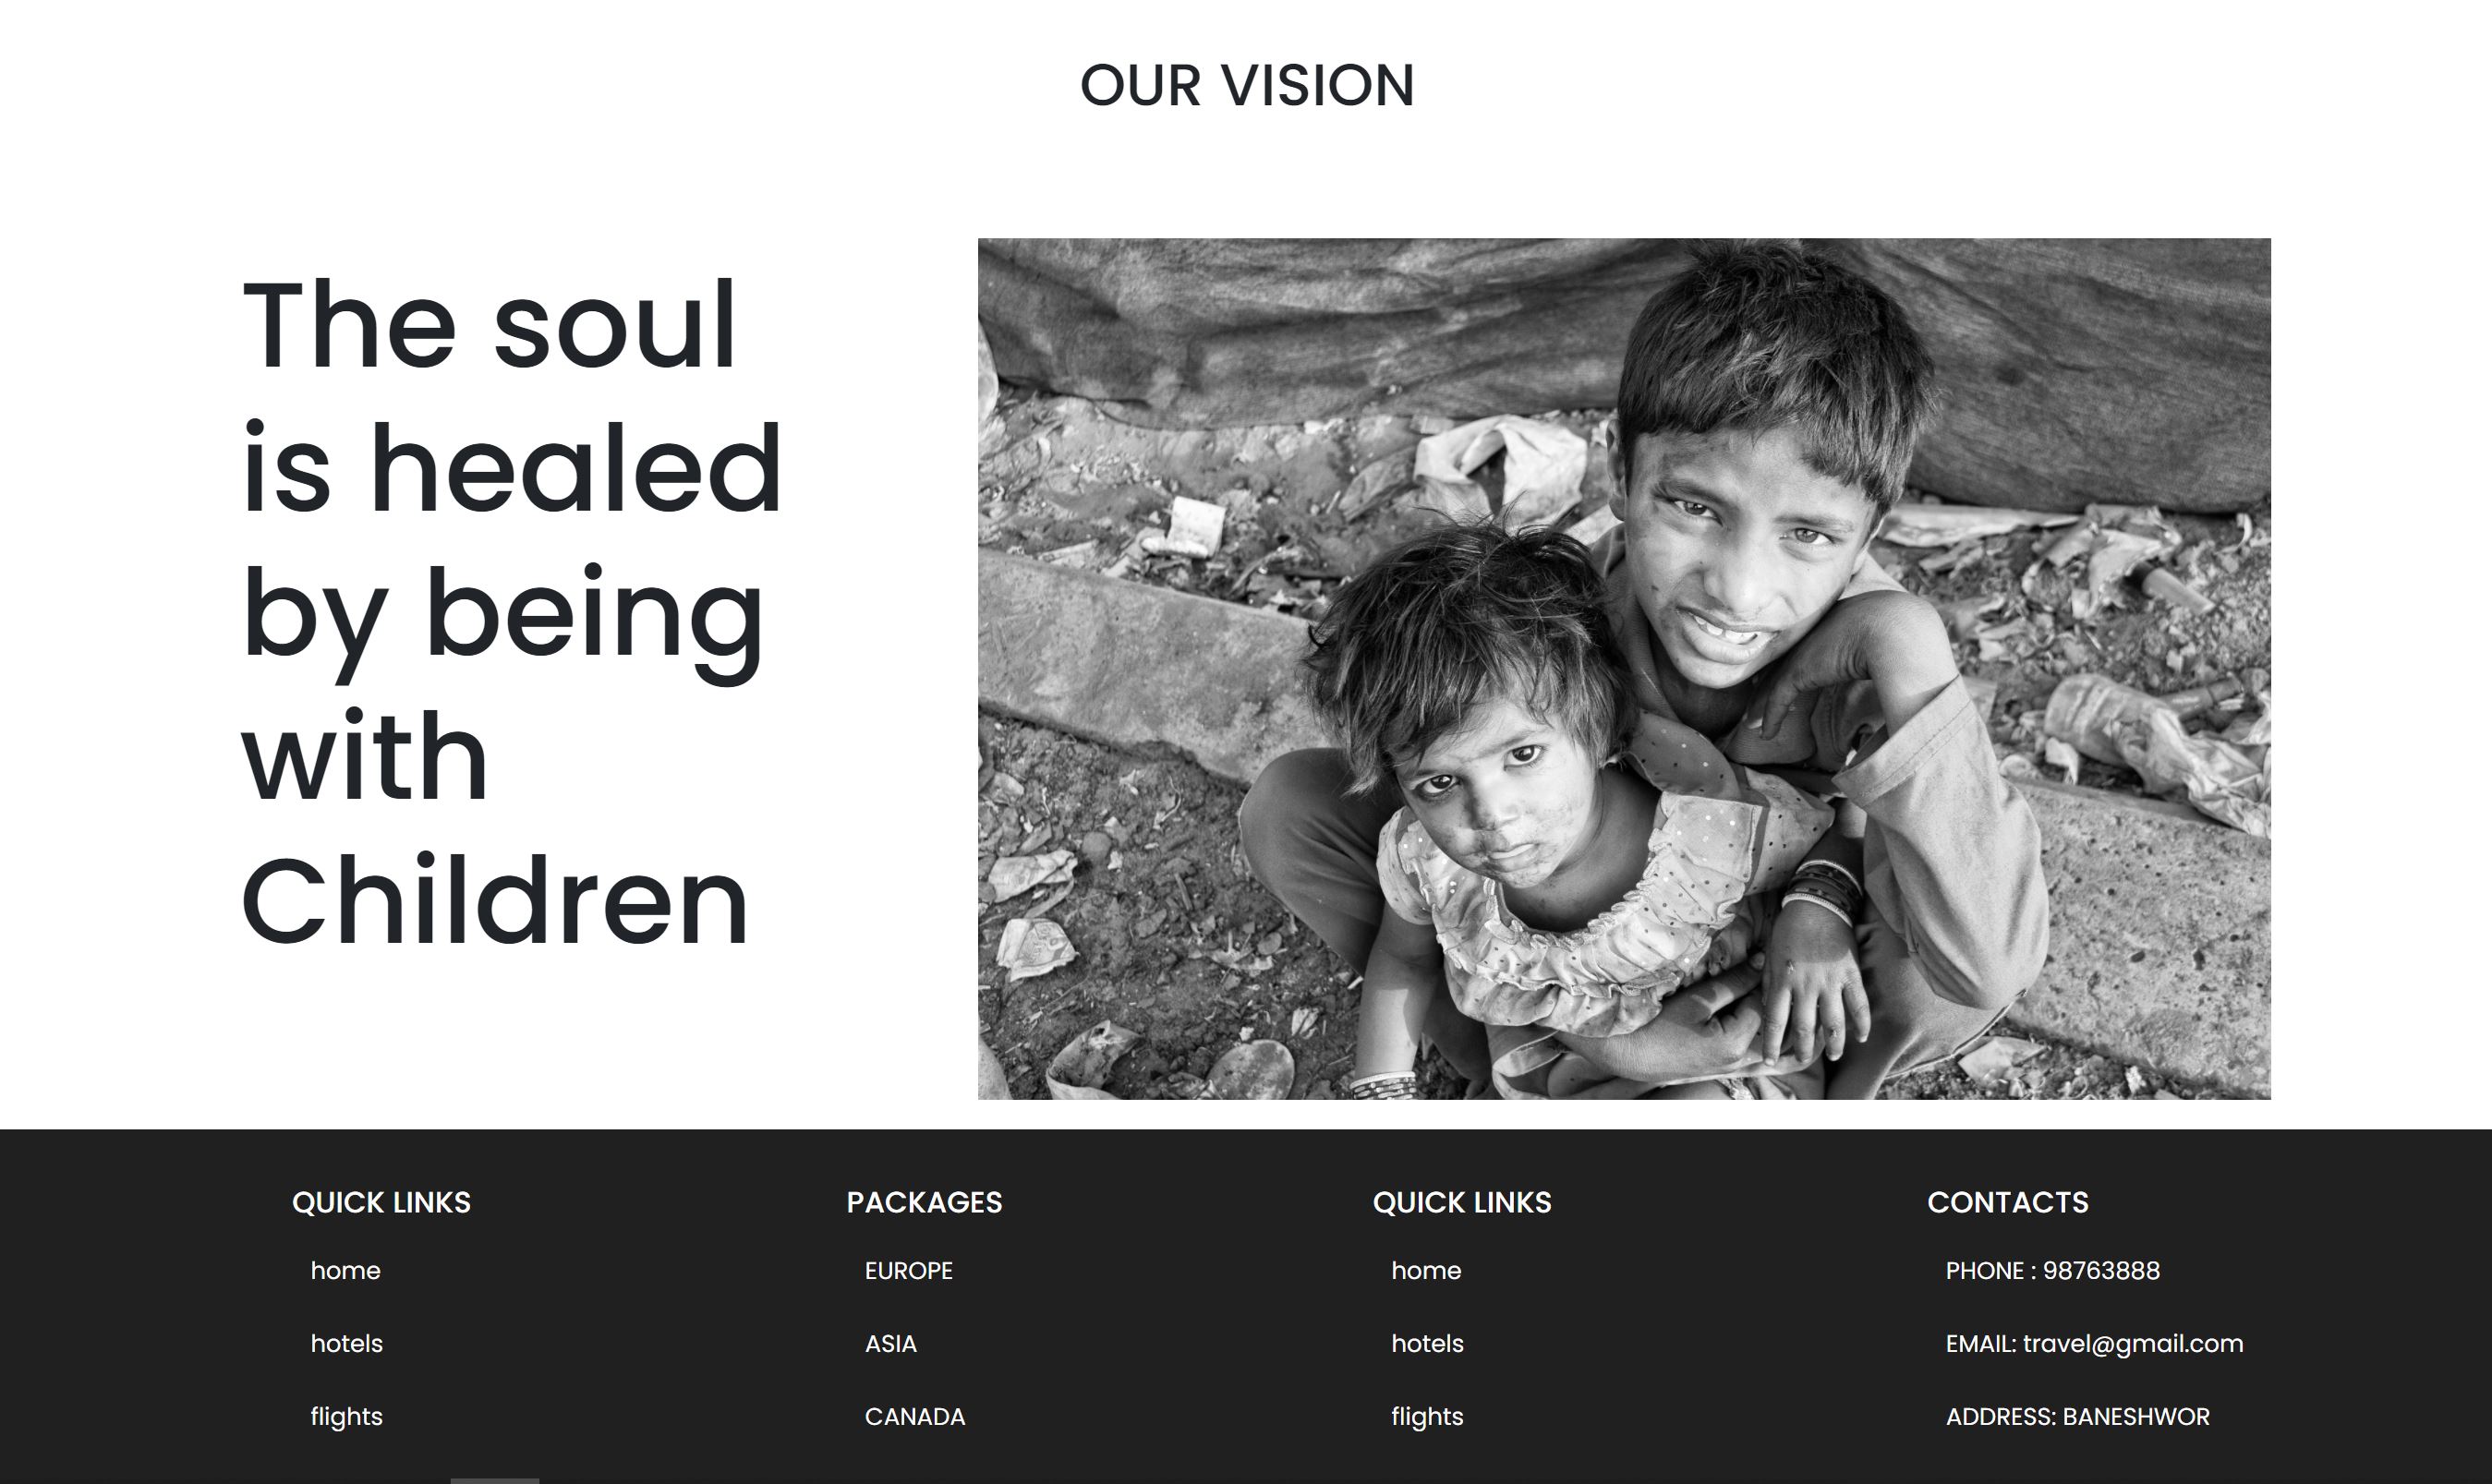 OUR VISION
The soul
is healed
by being
with
Children
QUICK LINKS
home
hotels
flights
PACKAGES
EUROPE
ASIA
CANADA
QUICK LINKS
home
hotels
flights
CONTACTS
PHONE : 98763888
EMAIL: travel@gmail.com
ADDRESS: BANESHWOR